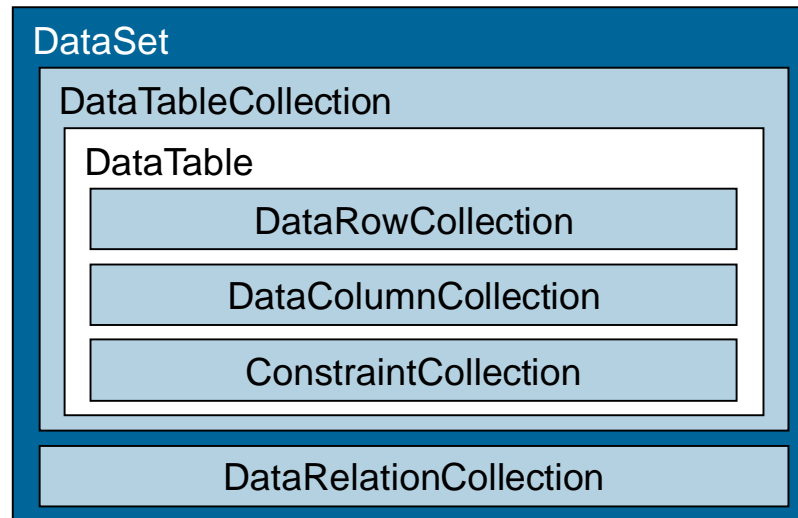 DataSet
DataTableCollection
DataTable
DataRowCollection
DataColumnCollection
ConstraintCollection
DataRelationCollection